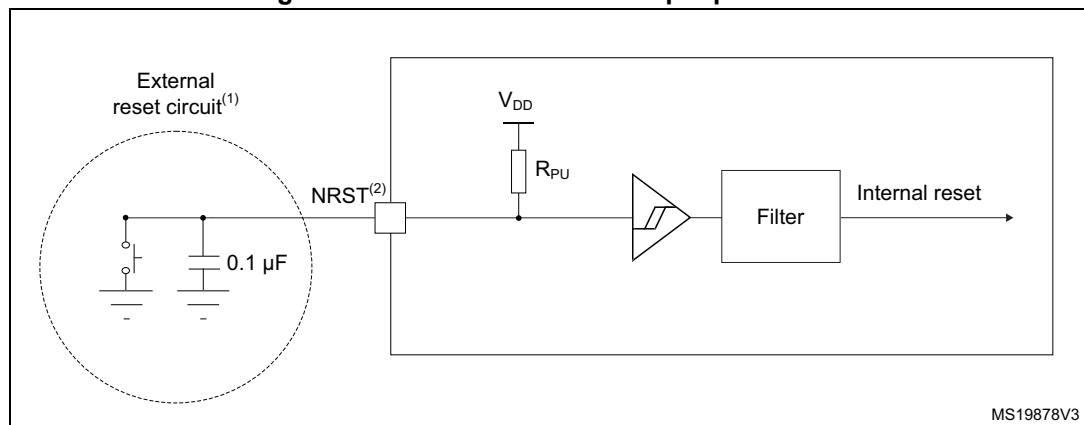 External
reset circuit(1)
VDD
RPU
NRST(2)
Filter
Internal reset
0.1 µF
MS19878V3